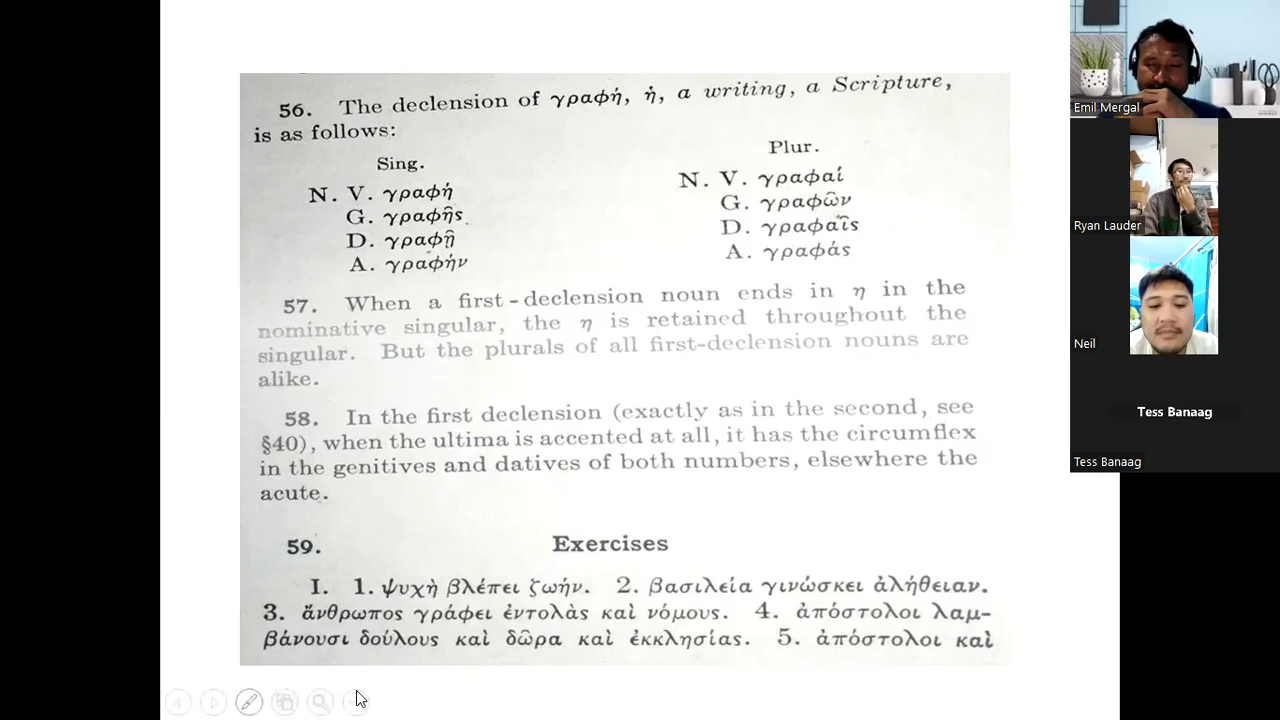 56. The declension of γραφή, ἡ, a writing, a Scripture,
is as follows:
Sing.
N. V. γραφή
G. γραφῆς
D. γραφῇ
A. γραφήν
Plur.
N. V. γραφαί
G. γραφῶν
D. γραφαῖς
A. γραφάς
57. When a first-declension noun ends in η in the
nominative singular, the η is retained throughout the
singular. But the plurals of all first-declension nouns are
alike.
58. In the first declension (exactly as in the second, see
§40), when the ultima is accented at all, it has the circumflex
in the genitives and datives of both numbers, elsewhere the
acute.
59. Exercises
I. 1. ψυχὴ βλέπει ζωήν. 2. βασιλεία γινώσκει ἀλήθειαν.
3. ἄνθρωπος γράφει ἐντολὰς καὶ νόμους. 4. ἀπόστολοι λαμ-
βάνουσι δούλους καὶ δῶρα καὶ ἐκκλησίας. 5. ἀπόστολοι καὶ
Emil Mergal
Ryan Lauder
Neil
Tess Banaag
Tess Banaag